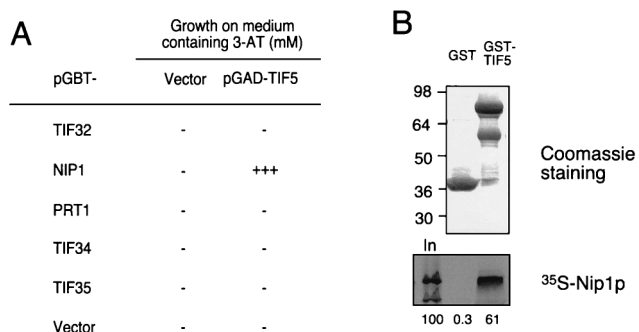 A
Growth on medium
containing 3-AT (mM)
pGBT- Vector pGAD-TIF5
TIF32 - -
NIP1 - +++
PRT1 - -
TIF34 - -
TIF35 - -
Vector - -
B
GST GST-
TIF5
98
64
50
36
30
Coomassie
staining
In
35S-Nip1p
100 0.3 61